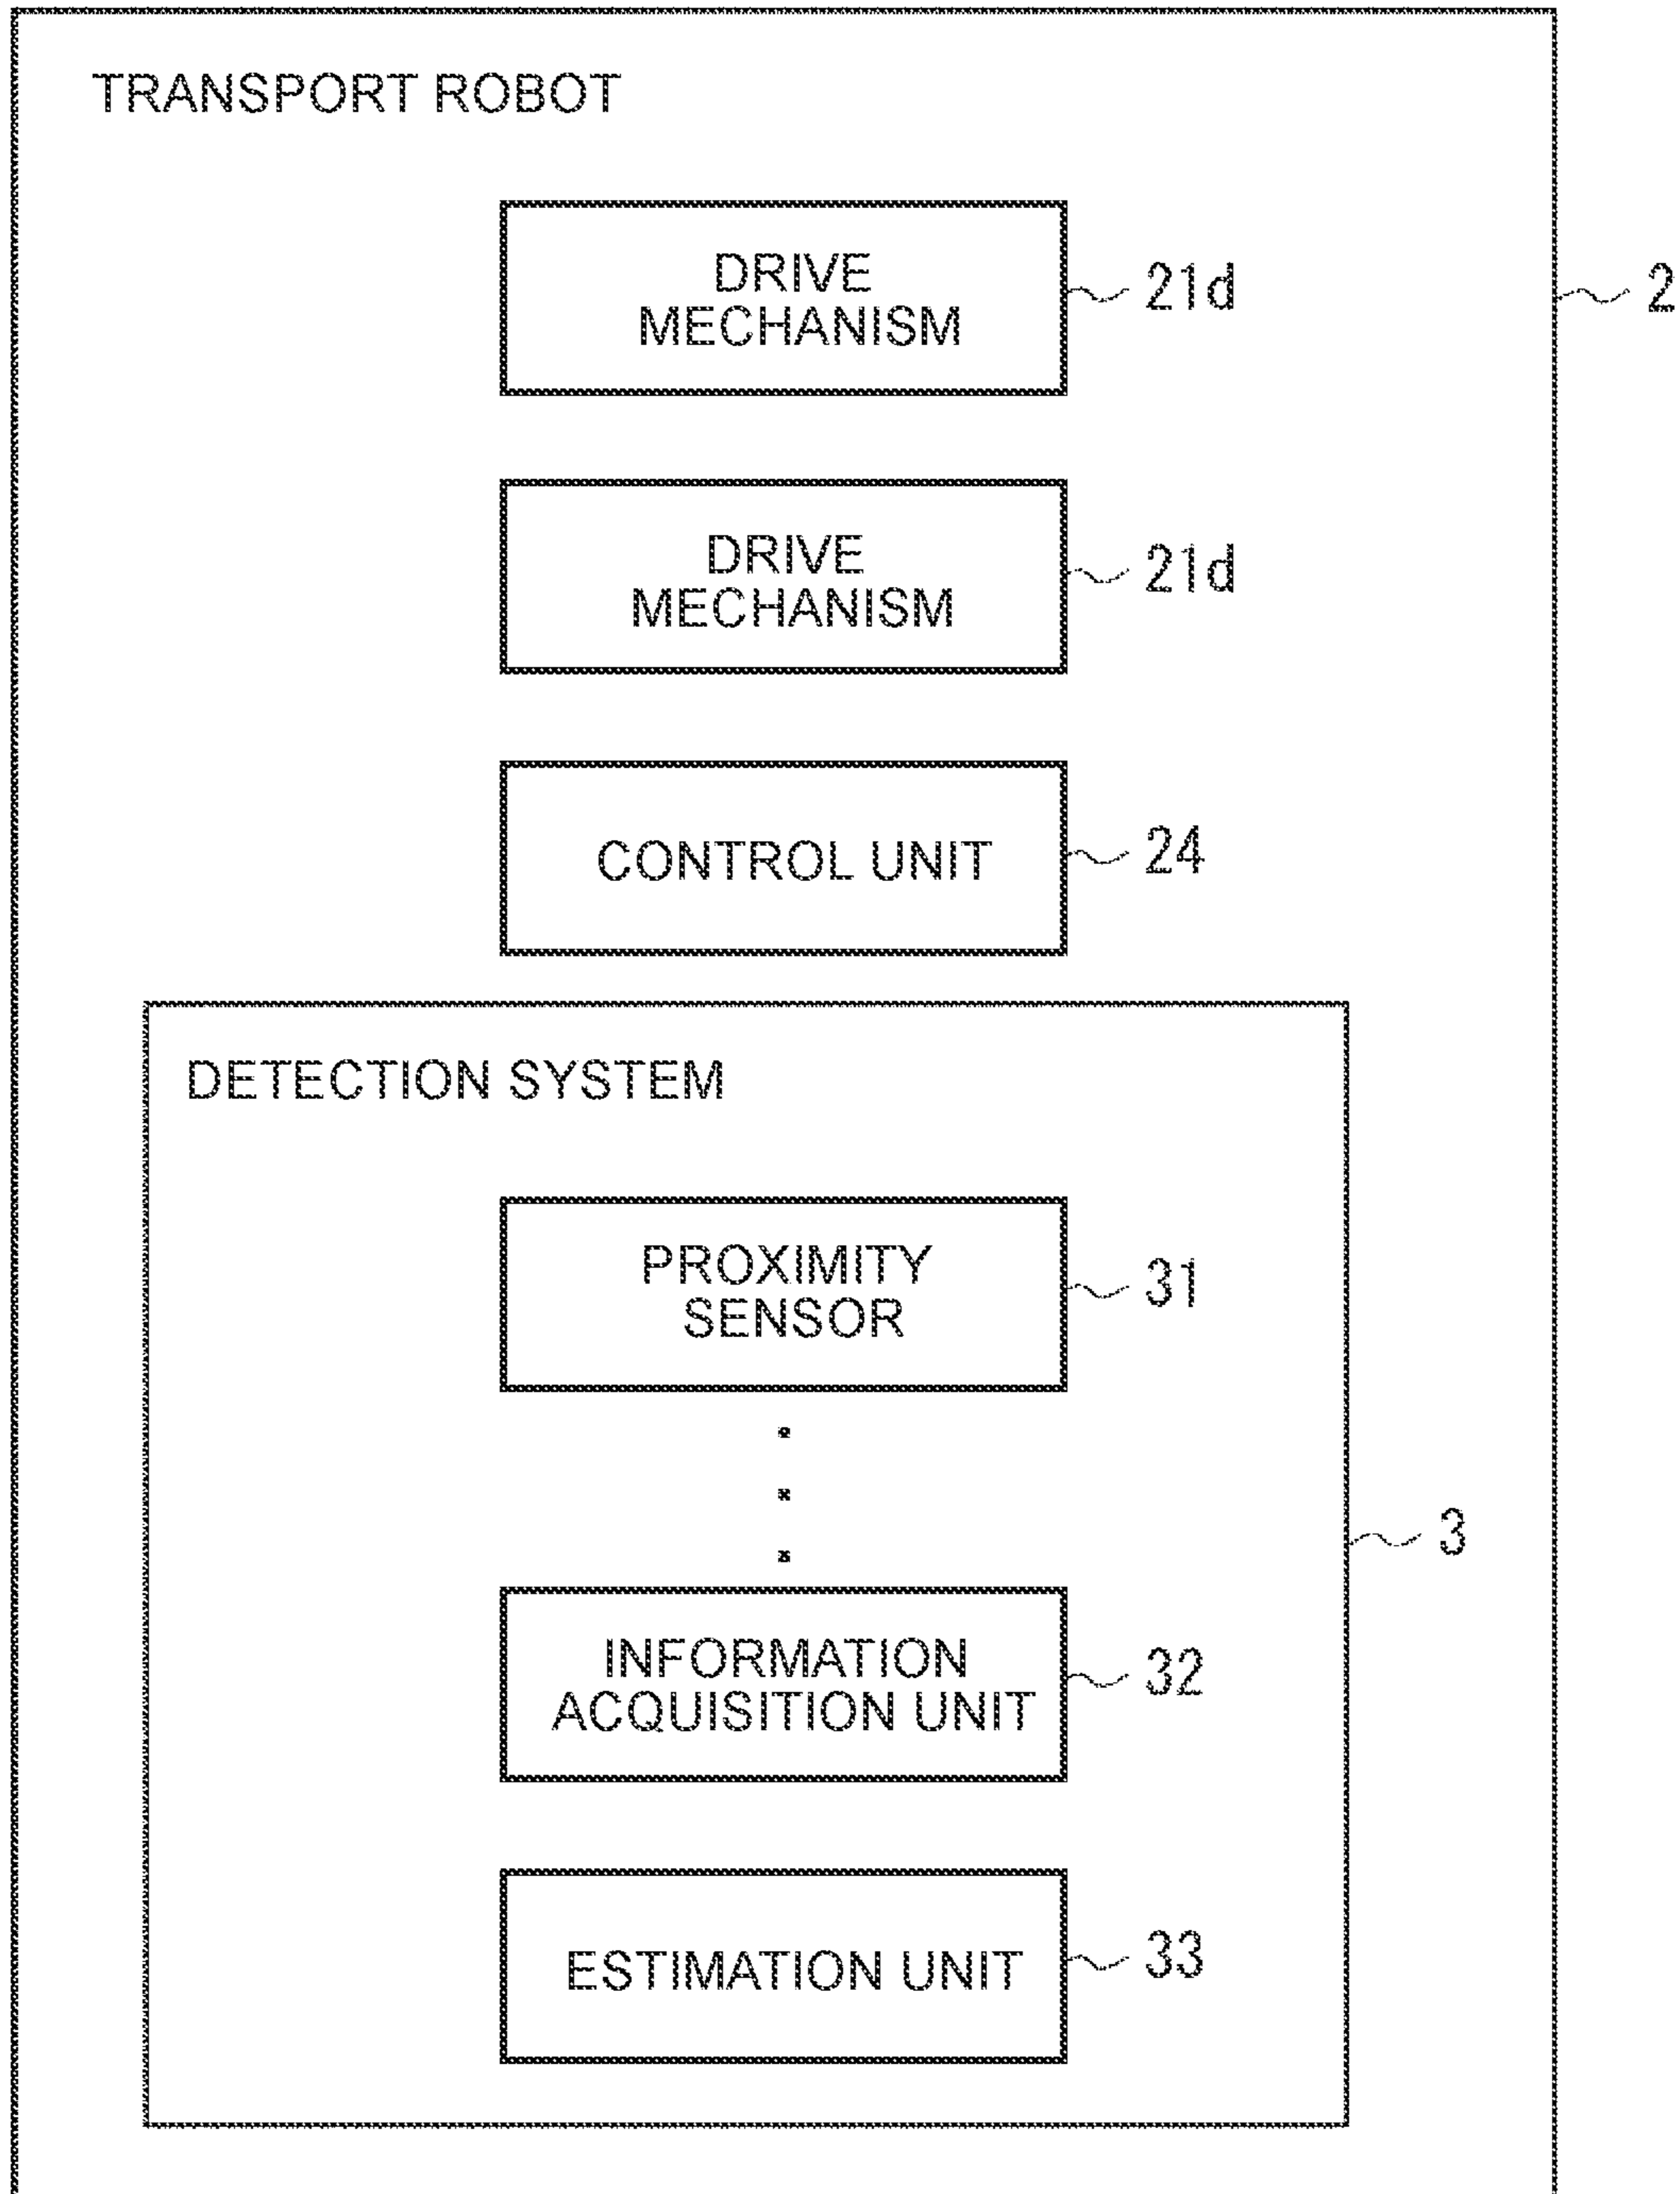 TRANSPORT ROBOT
DRIVE
MECHANISM
21d
2
DRIVE
MECHANISM
21d
CONTROL UNIT
24
DETECTION SYSTEM
PROXIMITY
SENSOR
31
3
INFORMATION
ACQUISITION UNIT
32
ESTIMATION UNIT
33